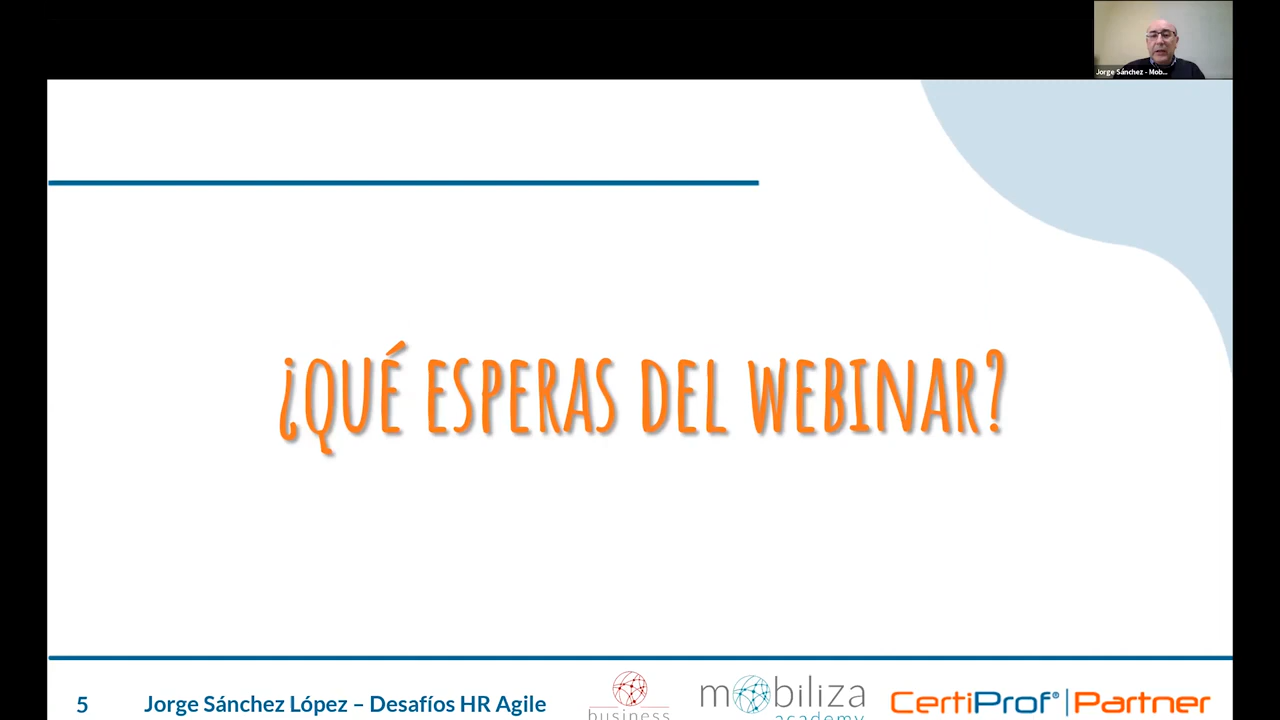 Jorge Sánchez - Mob...
¿QUÉ ESPERAS DEL WEBINAR?
5
Jorge Sánchez López – Desafíos HR Agile
business
mobiliza
academy
CertiProf® | Partner